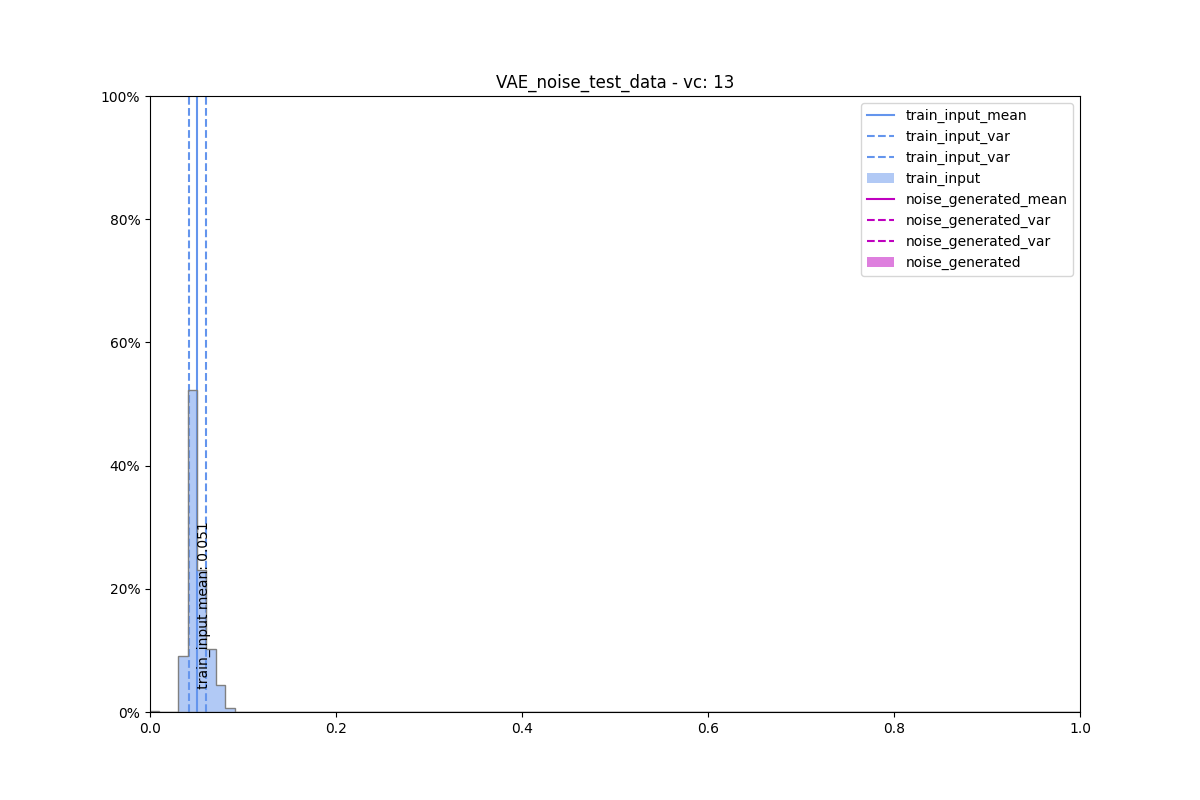 VAE_noise_test_data - vc: 13
100%
80%
60%
40%
20%
0%
train_input mean: 0.051
0.0
0.2
0.4
0.6
0.8
1.0
train_input_mean
train_input_var
train_input_var
train_input
noise_generated_mean
noise_generated_var
noise_generated_var
noise_generated